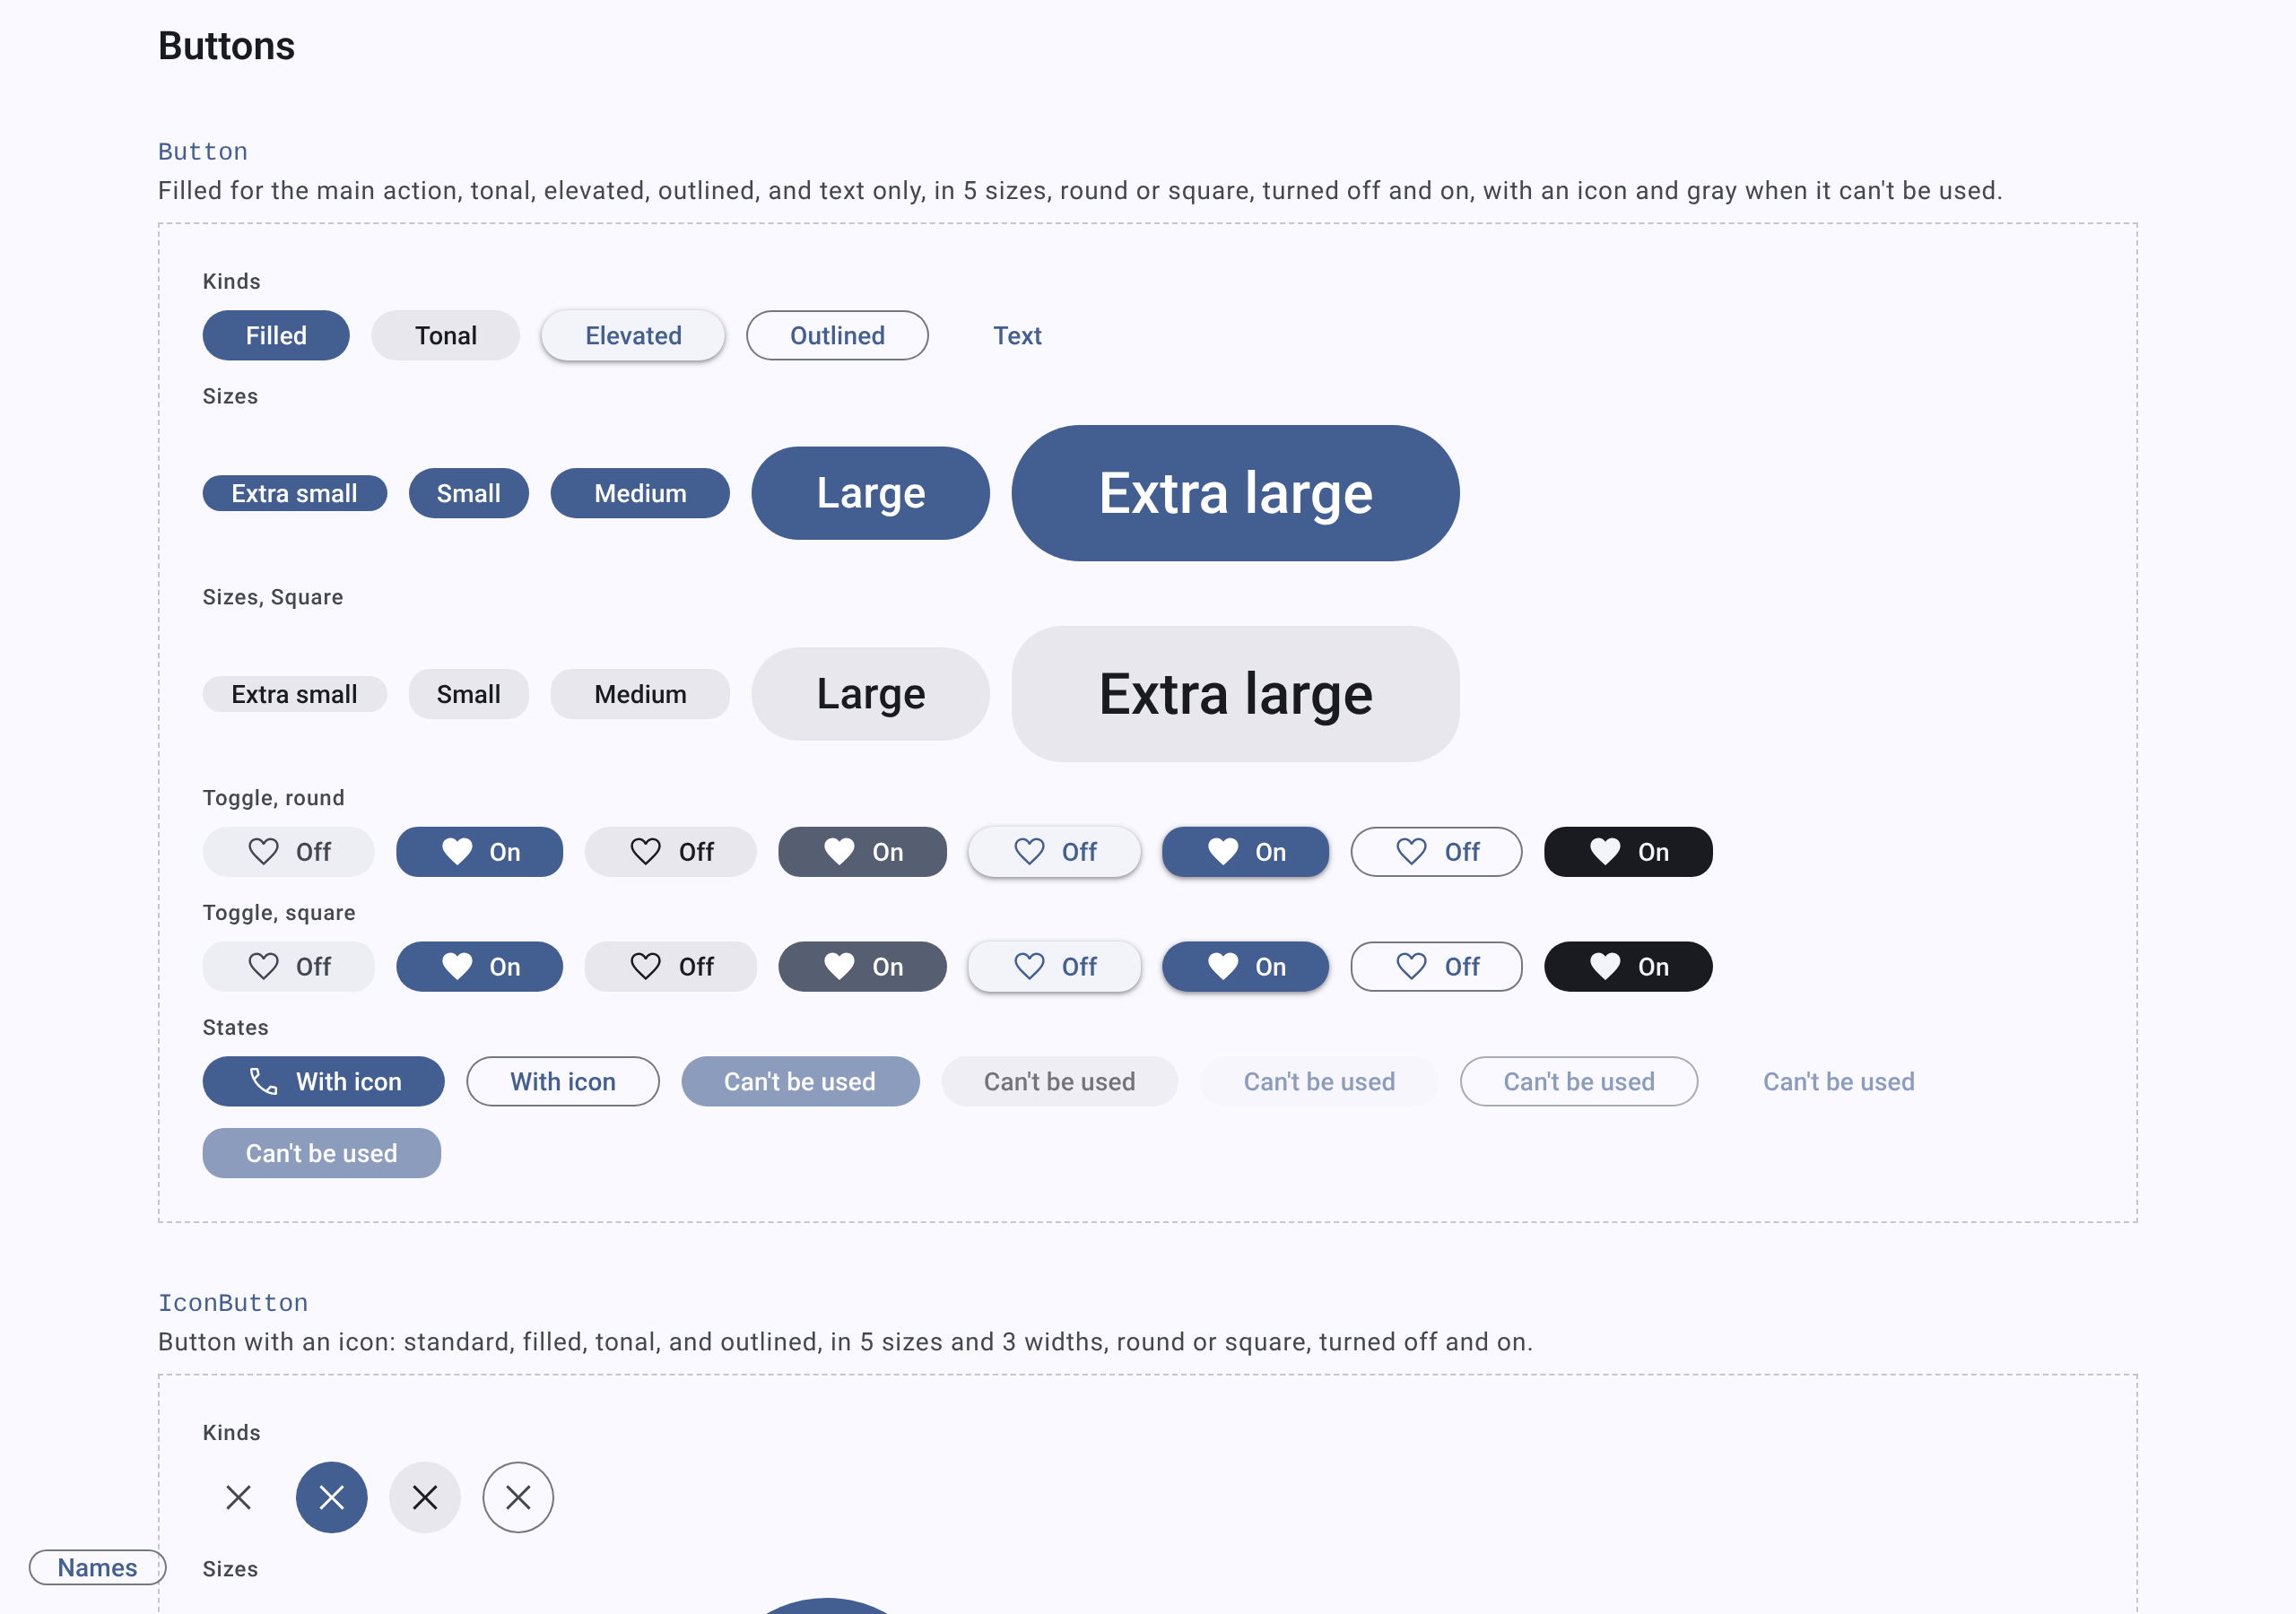 Buttons
Button
Filled for the main action, tonal, elevated, outlined, and text only, in 5 sizes, round or square, turned off and on, with an icon and gray when it can't be used.
Kinds
Filled Tonal Elevated Outlined Text
Sizes
Extra small Small Medium Large Extra large
Sizes, Square
Extra small Small Medium Large Extra large
Toggle, round
Off On Off On Off On Off On
Toggle, square
Off On Off On Off On Off On
States
With icon With icon Can't be used Can't be used Can't be used Can't be used Can't be used
Can't be used
IconButton
Button with an icon: standard, filled, tonal, and outlined, in 5 sizes and 3 widths, round or square, turned off and on.
Kinds
Names
Sizes